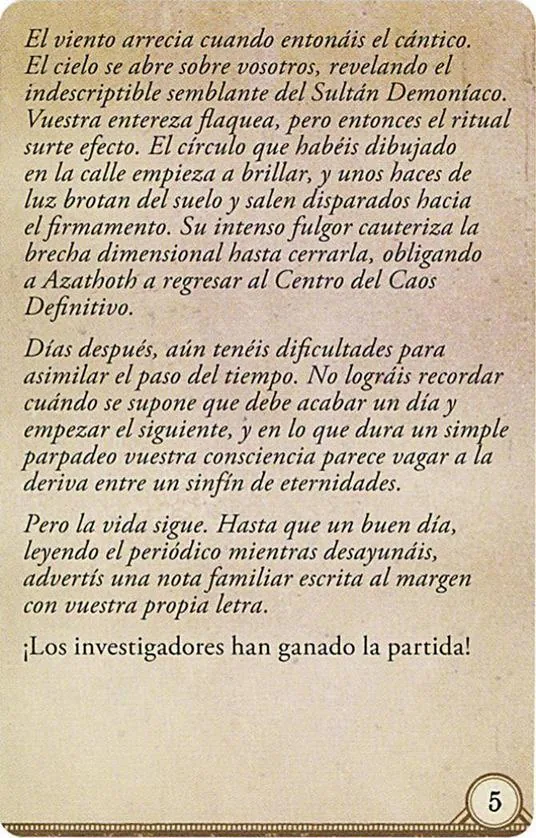 El viento arrecia cuando entonáis el cántico.
El cielo se abre sobre vosotros, revelando el
indescriptible semblante del Sultán Demoníaco.
Vuestra entereza flaquea, pero entonces el ritual
surte efecto. El círculo que habéis dibujado
en la calle empieza a brillar, y unos haces de
luz brotan del suelo y salen disparados hacia
el firmamento. Su intenso fulgor cauteriza la
brecha dimensional hasta cerrarla, obligando
a Azathoth a regresar al Centro del Caos
Definitivo.
Días después, aún tenéis dificultades para
asimilar el paso del tiempo. No lográis recordar
cuándo se supone que debe acabar un día y
empezar el siguiente, y en lo que dura un simple
parpadeo vuestra consciencia parece vagar a la
deriva entre un sinfín de eternidades.
Pero la vida sigue. Hasta que un buen día,
leyendo el periódico mientras desayunáis,
advertís una nota familiar escrita al margen
con vuestra propia letra.
¡Los investigadores han ganado la partida!
5